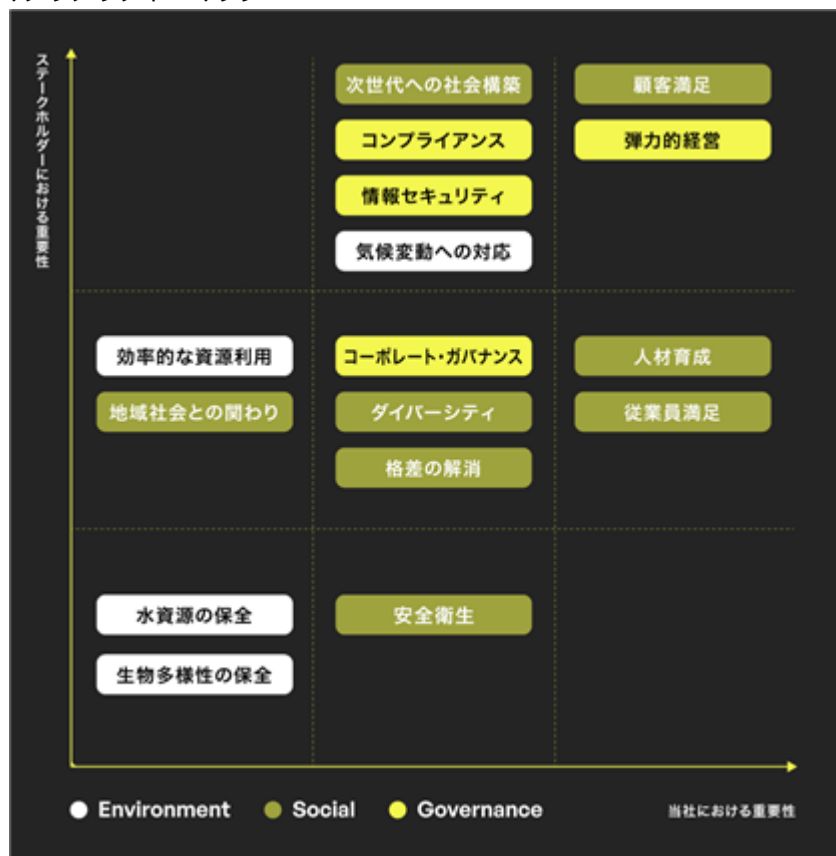 ステークホルダーにおける重要性
次世代への社会構築
顧客満足
コンプライアンス
弾力的経営
情報セキュリティ
気候変動への対応
効率的な資源利用
コーポレート・ガバナンス
人材育成
地域社会との関わり
ダイバーシティ
従業員満足
格差の解消
水資源の保全
安全衛生
生物多様性の保全
Environment
Social
Governance
当社における重要性